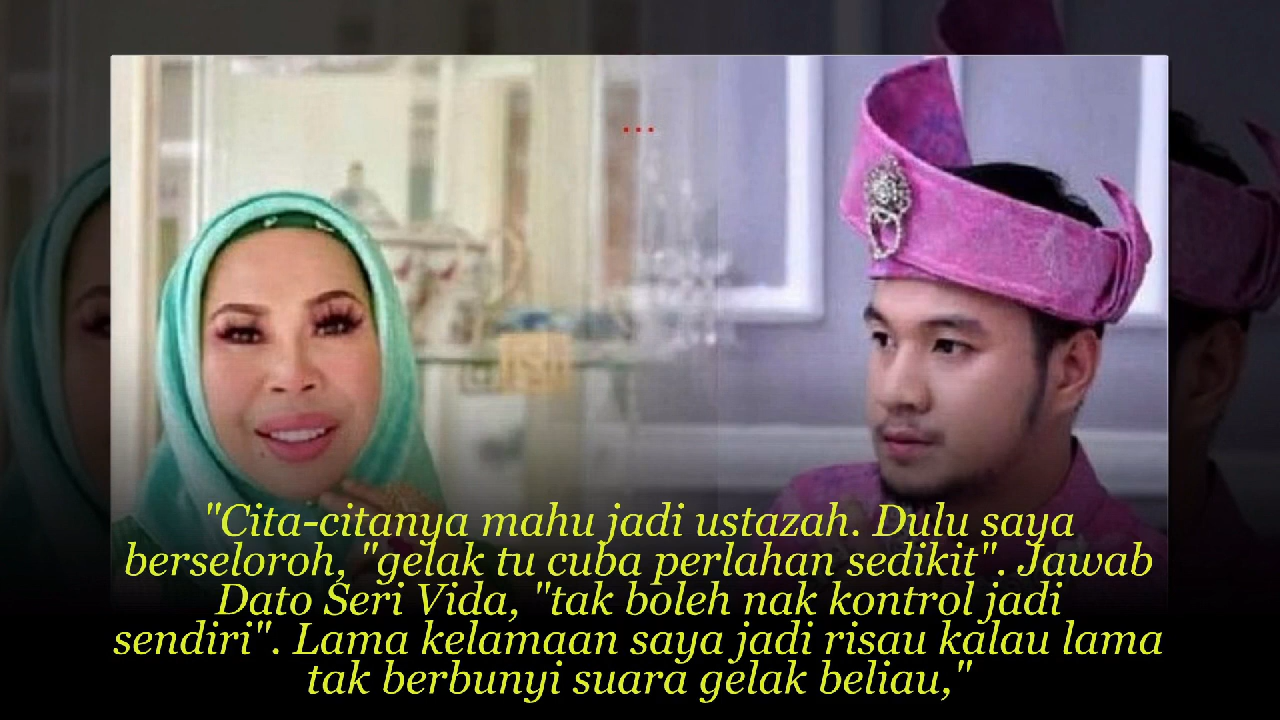 ...
"Cita-citanya mahu jadi ustazah. Dulu saya
berseloroh, "gelak tu cuba perlahan sedikit". Jawab
Dato Seri Vida, "tak boleh nak kontrol jadi
sendiri". Lama kelamaan saya jadi risau kalau lama
tak berbunyi suara gelak beliau,"